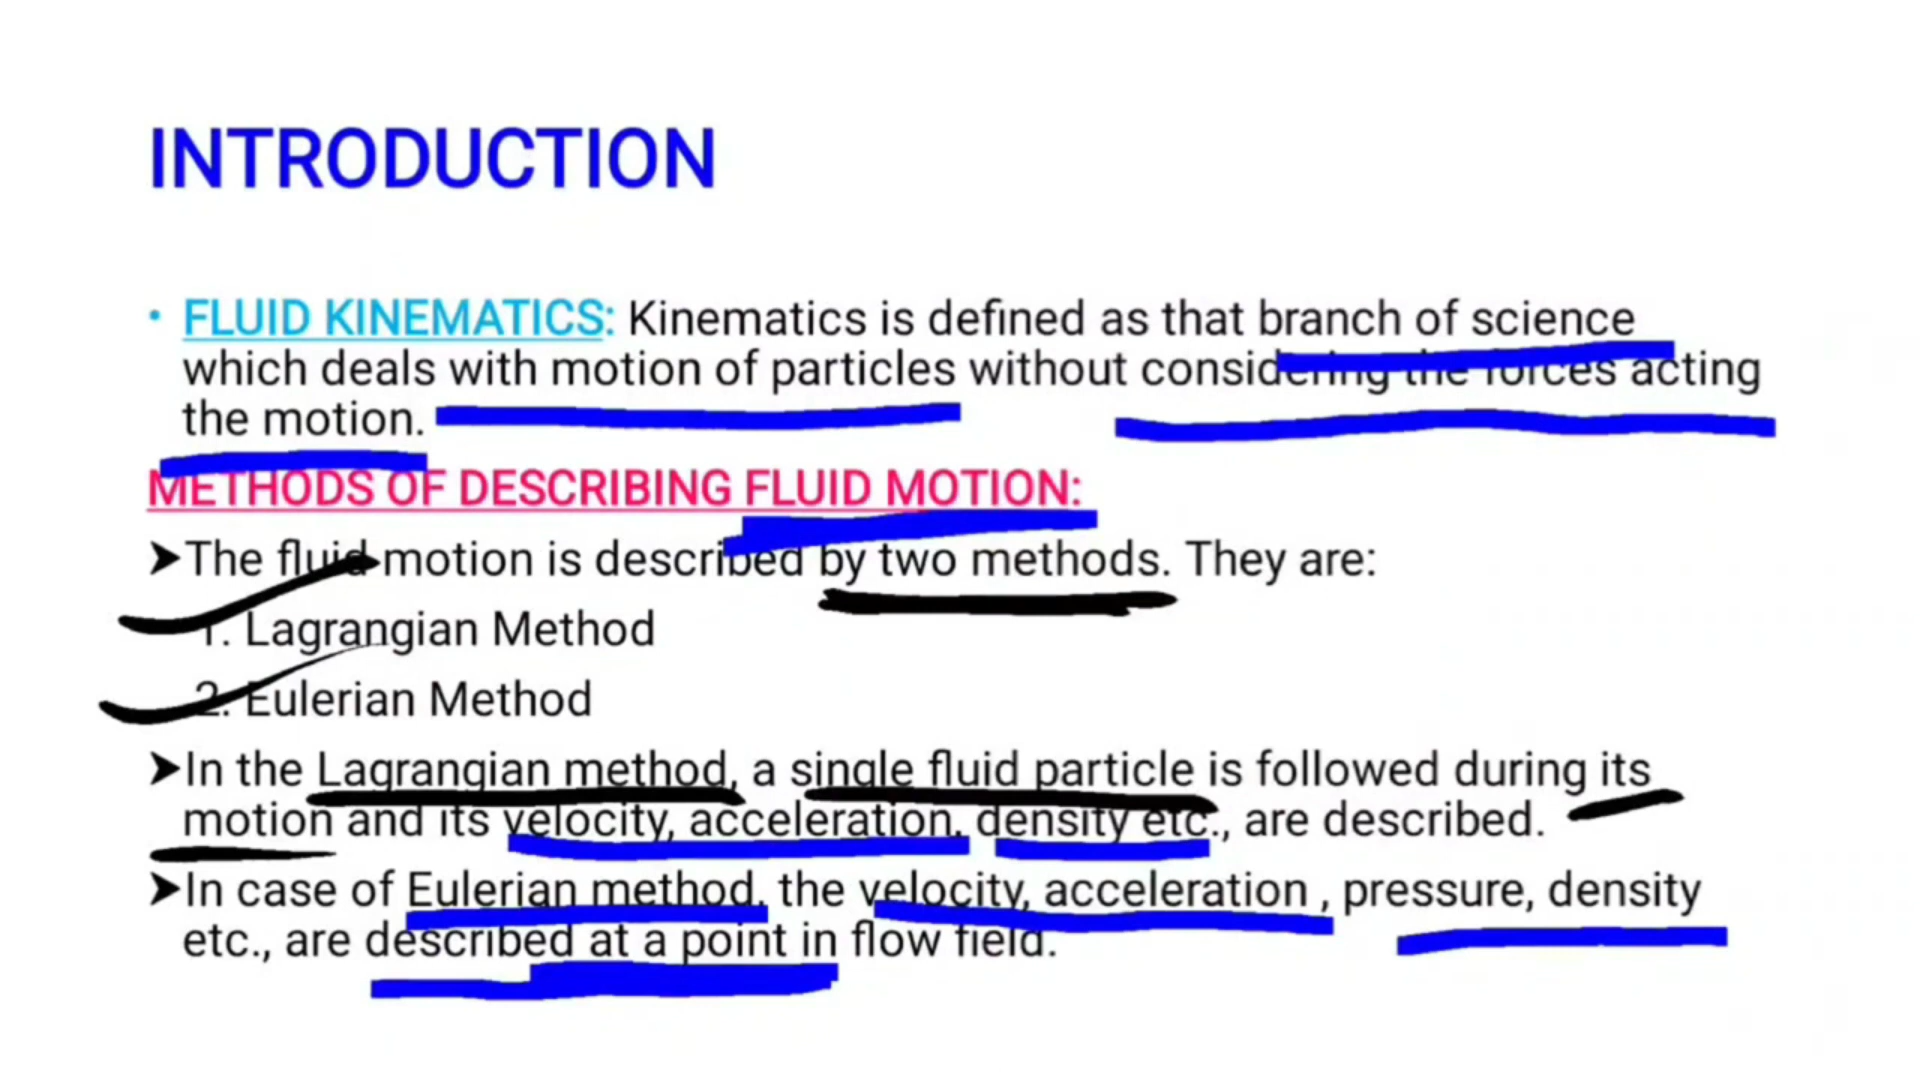 INTRODUCTION
• FLUID KINEMATICS: Kinematics is defined as that branch of science
which deals with motion of particles without considering the forces acting
the motion.
METHODS OF DESCRIBING FLUID MOTION:
➤The fluid motion is described by two methods. They are:
1. Lagrangian Method
2. Eulerian Method
➤In the Lagrangian method, a single fluid particle is followed during its
motion and its velocity, acceleration, density etc., are described.
➤In case of Eulerian method, the velocity, acceleration , pressure, density
etc., are described at a point in flow field.